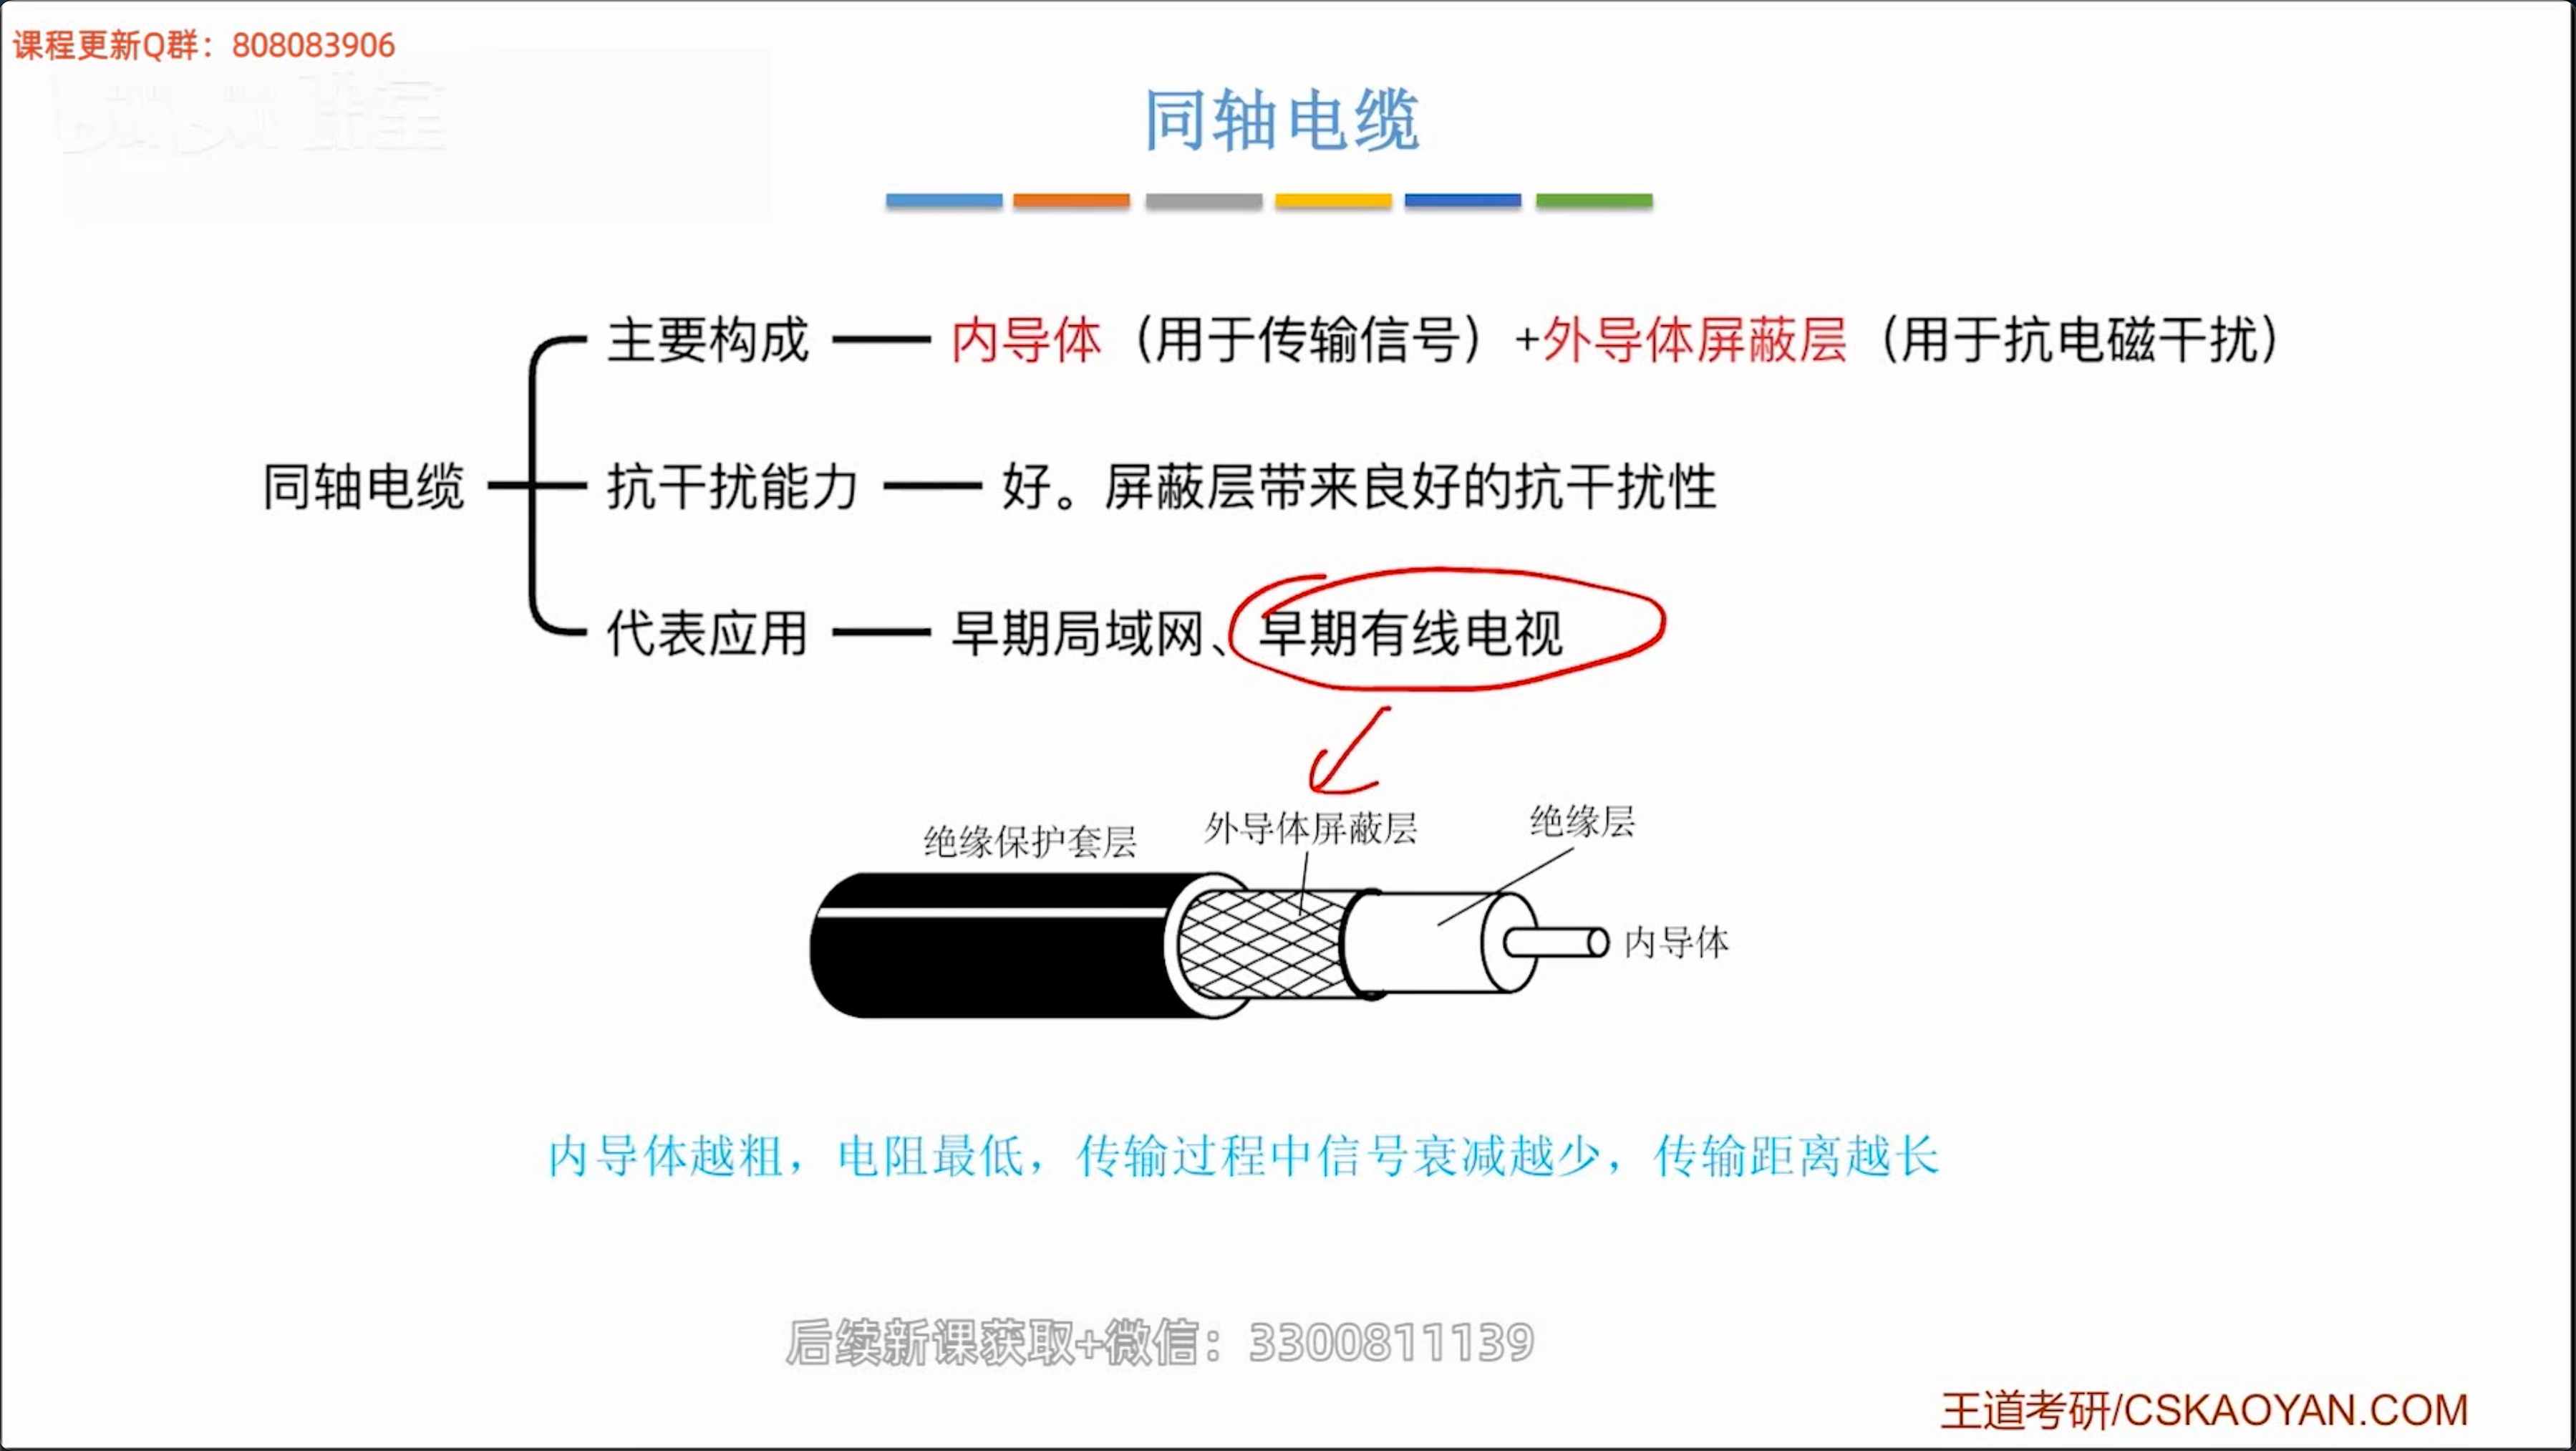 课程更新Q群：808083906
同轴电缆
主要构成 内导体（用于传输信号）+外导体屏蔽层（用于抗电磁干扰）
同轴电缆 抗干扰能力 好。屏蔽层带来良好的抗干扰性
代表应用 早期局域网、早期有线电视
绝缘保护套层 外导体屏蔽层 绝缘层
内导体
内导体越粗，电阻最低，传输过程中信号衰减越少，传输距离越长
后续新课获取+微信：3300811139
王道考研/CSKAOYAN.COM